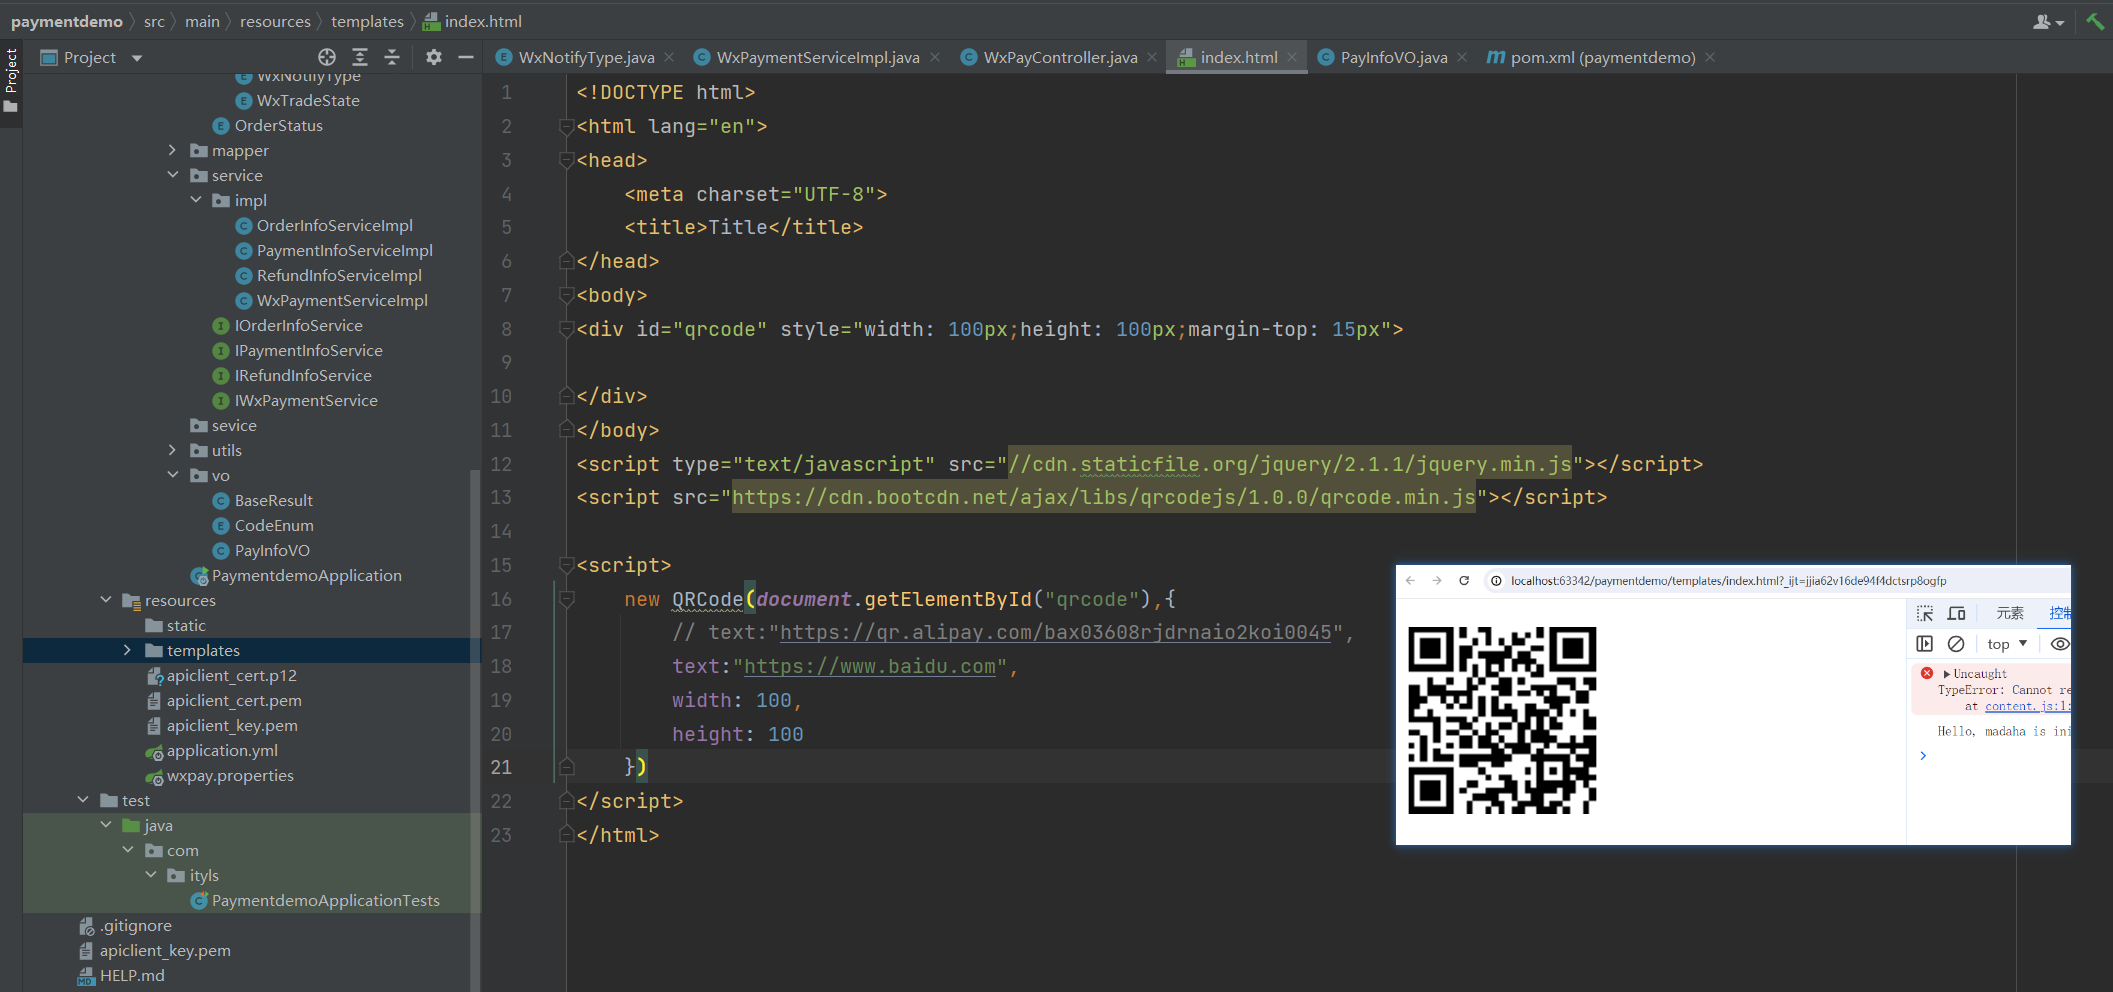 paymentdemo src main resources templates index.html
Project
Project
WxNotifyType.java WxPaymentServiceImpl.java WxPayController.java index.html PayInfoVO.java pom.xml (paymentdemo)
WxNotifyType
WxTradeState
OrderStatus
mapper
service
impl
OrderInfoServiceImpl
PaymentInfoServiceImpl
RefundInfoServiceImpl
WxPaymentServiceImpl
IOrderInfoService
IPaymentInfoService
IRefundInfoService
IWxPaymentService
sevice
utils
vo
BaseResult
CodeEnum
PayInfoVO
PaymentdemoApplication
resources
static
templates
apiclient_cert.p12
apiclient_cert.pem
apiclient_key.pem
application.yml
wxpay.properties
test
java
com
ityls
PaymentdemoApplicationTests
.gitignore
apiclient_key.pem
HELP.md
1 <!DOCTYPE html>
2 <html lang="en">
3 <head>
4 <meta charset="UTF-8">
5 <title>Title</title>
6 </head>
7 <body>
8 <div id="qrcode" style="width: 100px;height: 100px;margin-top: 15px">
9
10 </div>
11 </body>
12 <script type="text/javascript" src="//cdn.staticfile.org/jquery/2.1.1/jquery.min.js"></script>
13 <script src="https://cdn.bootcdn.net/ajax/libs/qrcodejs/1.0.0/qrcode.min.js"></script>
14
15 <script>
16 new QRCode(document.getElementById("qrcode"),{
17 // text:"https://qr.alipay.com/bax03608rjdrnaio2koi0045",
18 text:"https://www.baidu.com",
19 width: 100,
20 height: 100
21 })
22 </script>
23 </html>
localhost:63342/paymentdemo/templates/index.html?_ijt=jjia62v16de94f4dctsrp8ogfp
元素 控制
top
Uncaught
TypeError: Cannot re
at content.js:1:
Hello, madaha is ini